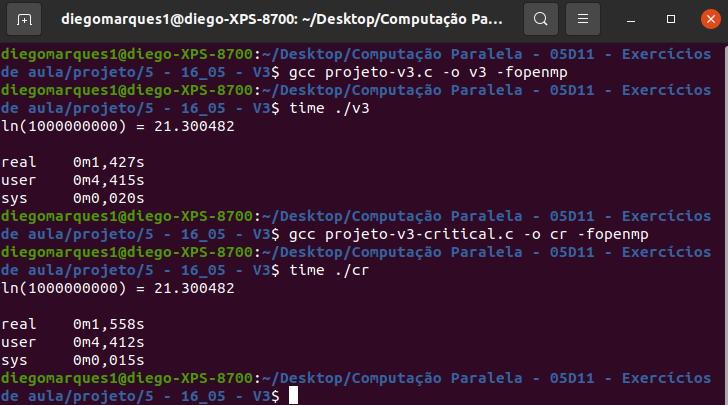 diegomarques1@diego-XPS-8700: ~/Desktop/Computação Pa...
diegomarques1@diego-XPS-8700:~/Desktop/Computação Paralela - 05D11 - Exercícios
de aula/projeto/5 - 16_05 - V3$ gcc projeto-v3.c -o v3 -fopenmp
diegomarques1@diego-XPS-8700:~/Desktop/Computação Paralela - 05D11 - Exercícios
de aula/projeto/5 - 16_05 - V3$ time ./v3
ln(1000000000) = 21.300482
real 0m1,427s
user 0m4,415s
sys 0m0,020s
diegomarques1@diego-XPS-8700:~/Desktop/Computação Paralela - 05D11 - Exercícios
de aula/projeto/5 - 16_05 - V3$ gcc projeto-v3-critical.c -o cr -fopenmp
diegomarques1@diego-XPS-8700:~/Desktop/Computação Paralela - 05D11 - Exercícios
de aula/projeto/5 - 16_05 - V3$ time ./cr
ln(1000000000) = 21.300482
real 0m1,558s
user 0m4,412s
sys 0m0,015s
diegomarques1@diego-XPS-8700:~/Desktop/Computação Paralela - 05D11 - Exercícios
de aula/projeto/5 - 16_05 - V3$